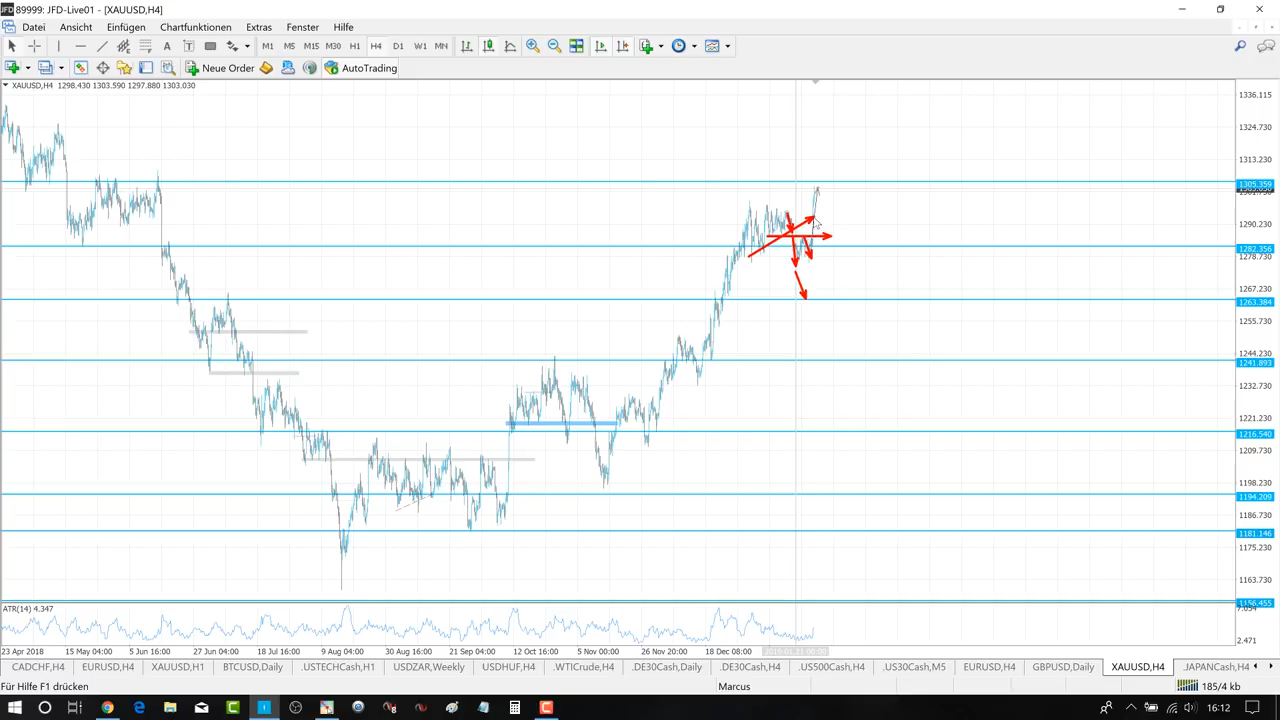 JFD 89999: JFD-Live01 - [XAUUSD,H4]
Datei Ansicht Einfügen Chartfunktionen Extras Fenster Hilfe
A T M1 M5 M15 M30 H1 H4 D1 W1 MN
Neue Order AutoTrading
XAUUSD,H4 1298.430 1303.590 1297.880 1303.030
1336.115
1324.730
1313.230
1305.359
1290.230
1282.356
1278.730
1267.230
1263.384
1255.730
1244.230
1241.893
1232.730
1221.230
1216.540
1209.730
1198.230
1194.209
1186.730
1181.146
1175.230
1163.730
1156.455
ATR(14) 4.347
2.471
23 Apr 2018 15 May 04:00 5 Jun 16:00 27 Jun 04:00 18 Jul 16:00 9 Aug 04:00 30 Aug 16:00 21 Sep 04:00 12 Oct 16:00 5 Nov 00:00 26 Nov 20:00 18 Dec 08:00
CADCHF,H4 EURUSD,H4 XAUUSD,H1 BTCUSD,Daily .USTECHCash,H1 USDZAR,Weekly USDHUF,H4 .WTICrude,H4 .DE30Cash,Daily .DE30Cash,H4 .US500Cash,H4 .US30Cash,M5 EURUSD,H4 GBPUSD,Daily XAUUSD,H4 .JAPANCash,H4
Für Hilfe F1 drücken Marcus 185/4 kb
16:12